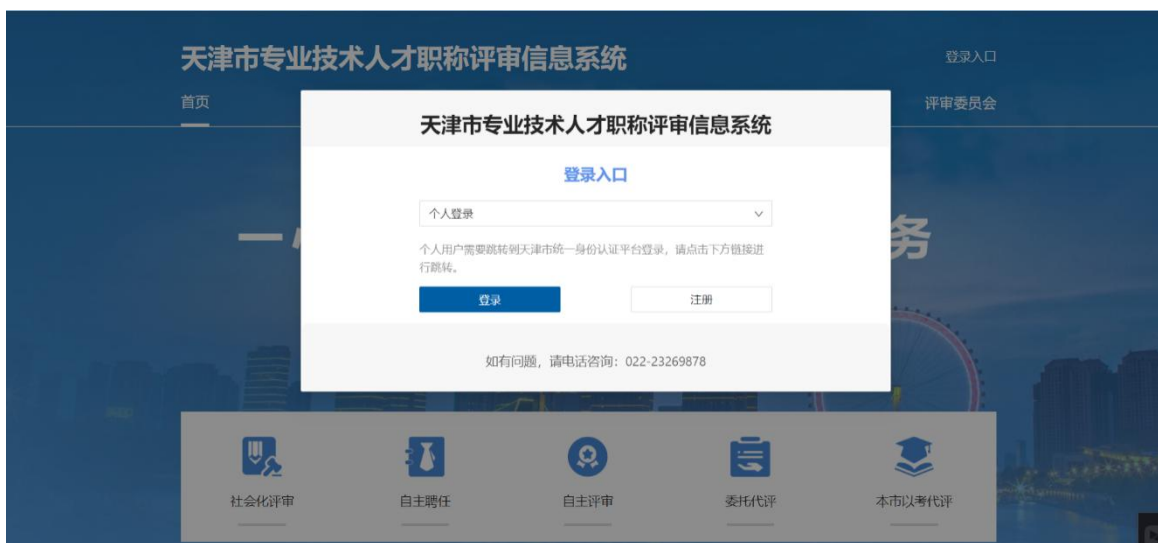 天津市专业技术人才职称评审信息系统
登录入口
首页
评审委员会
天津市专业技术人才职称评审信息系统
登录入口
个人登录
个人用户需要跳转到天津市统一身份认证平台登录，请点击下方链接进
行跳转。
登录
注册
一
务
如有问题，请电话咨询：022-23269878
社会化评审
自主聘任
自主评审
委托代评
本市以考代评